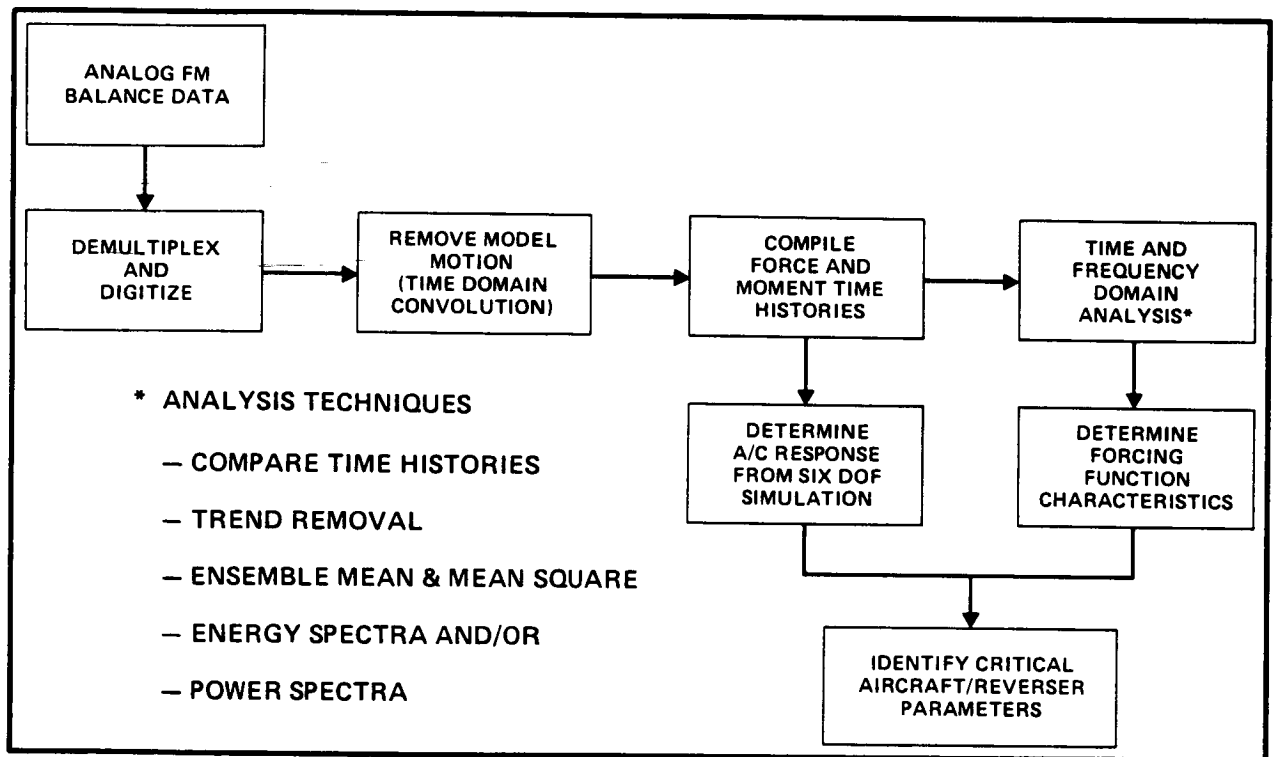 ANALOG FM
BALANCE DATA
DEMULTIPLEX
AND
DIGITIZE
REMOVE MODEL
MOTION
(TIME DOMAIN
CONVOLUTION)
COMPILE
FORCE AND
MOMENT TIME
HISTORIES
TIME AND
FREQUENCY
DOMAIN
ANALYSIS*
* ANALYSIS TECHNIQUES
– COMPARE TIME HISTORIES
– TREND REMOVAL
– ENSEMBLE MEAN & MEAN SQUARE
– ENERGY SPECTRA AND/OR
– POWER SPECTRA
DETERMINE
A/C RESPONSE
FROM SIX DOF
SIMULATION
DETERMINE
FORCING
FUNCTION
CHARACTERISTICS
IDENTIFY CRITICAL
AIRCRAFT/REVERSER
PARAMETERS